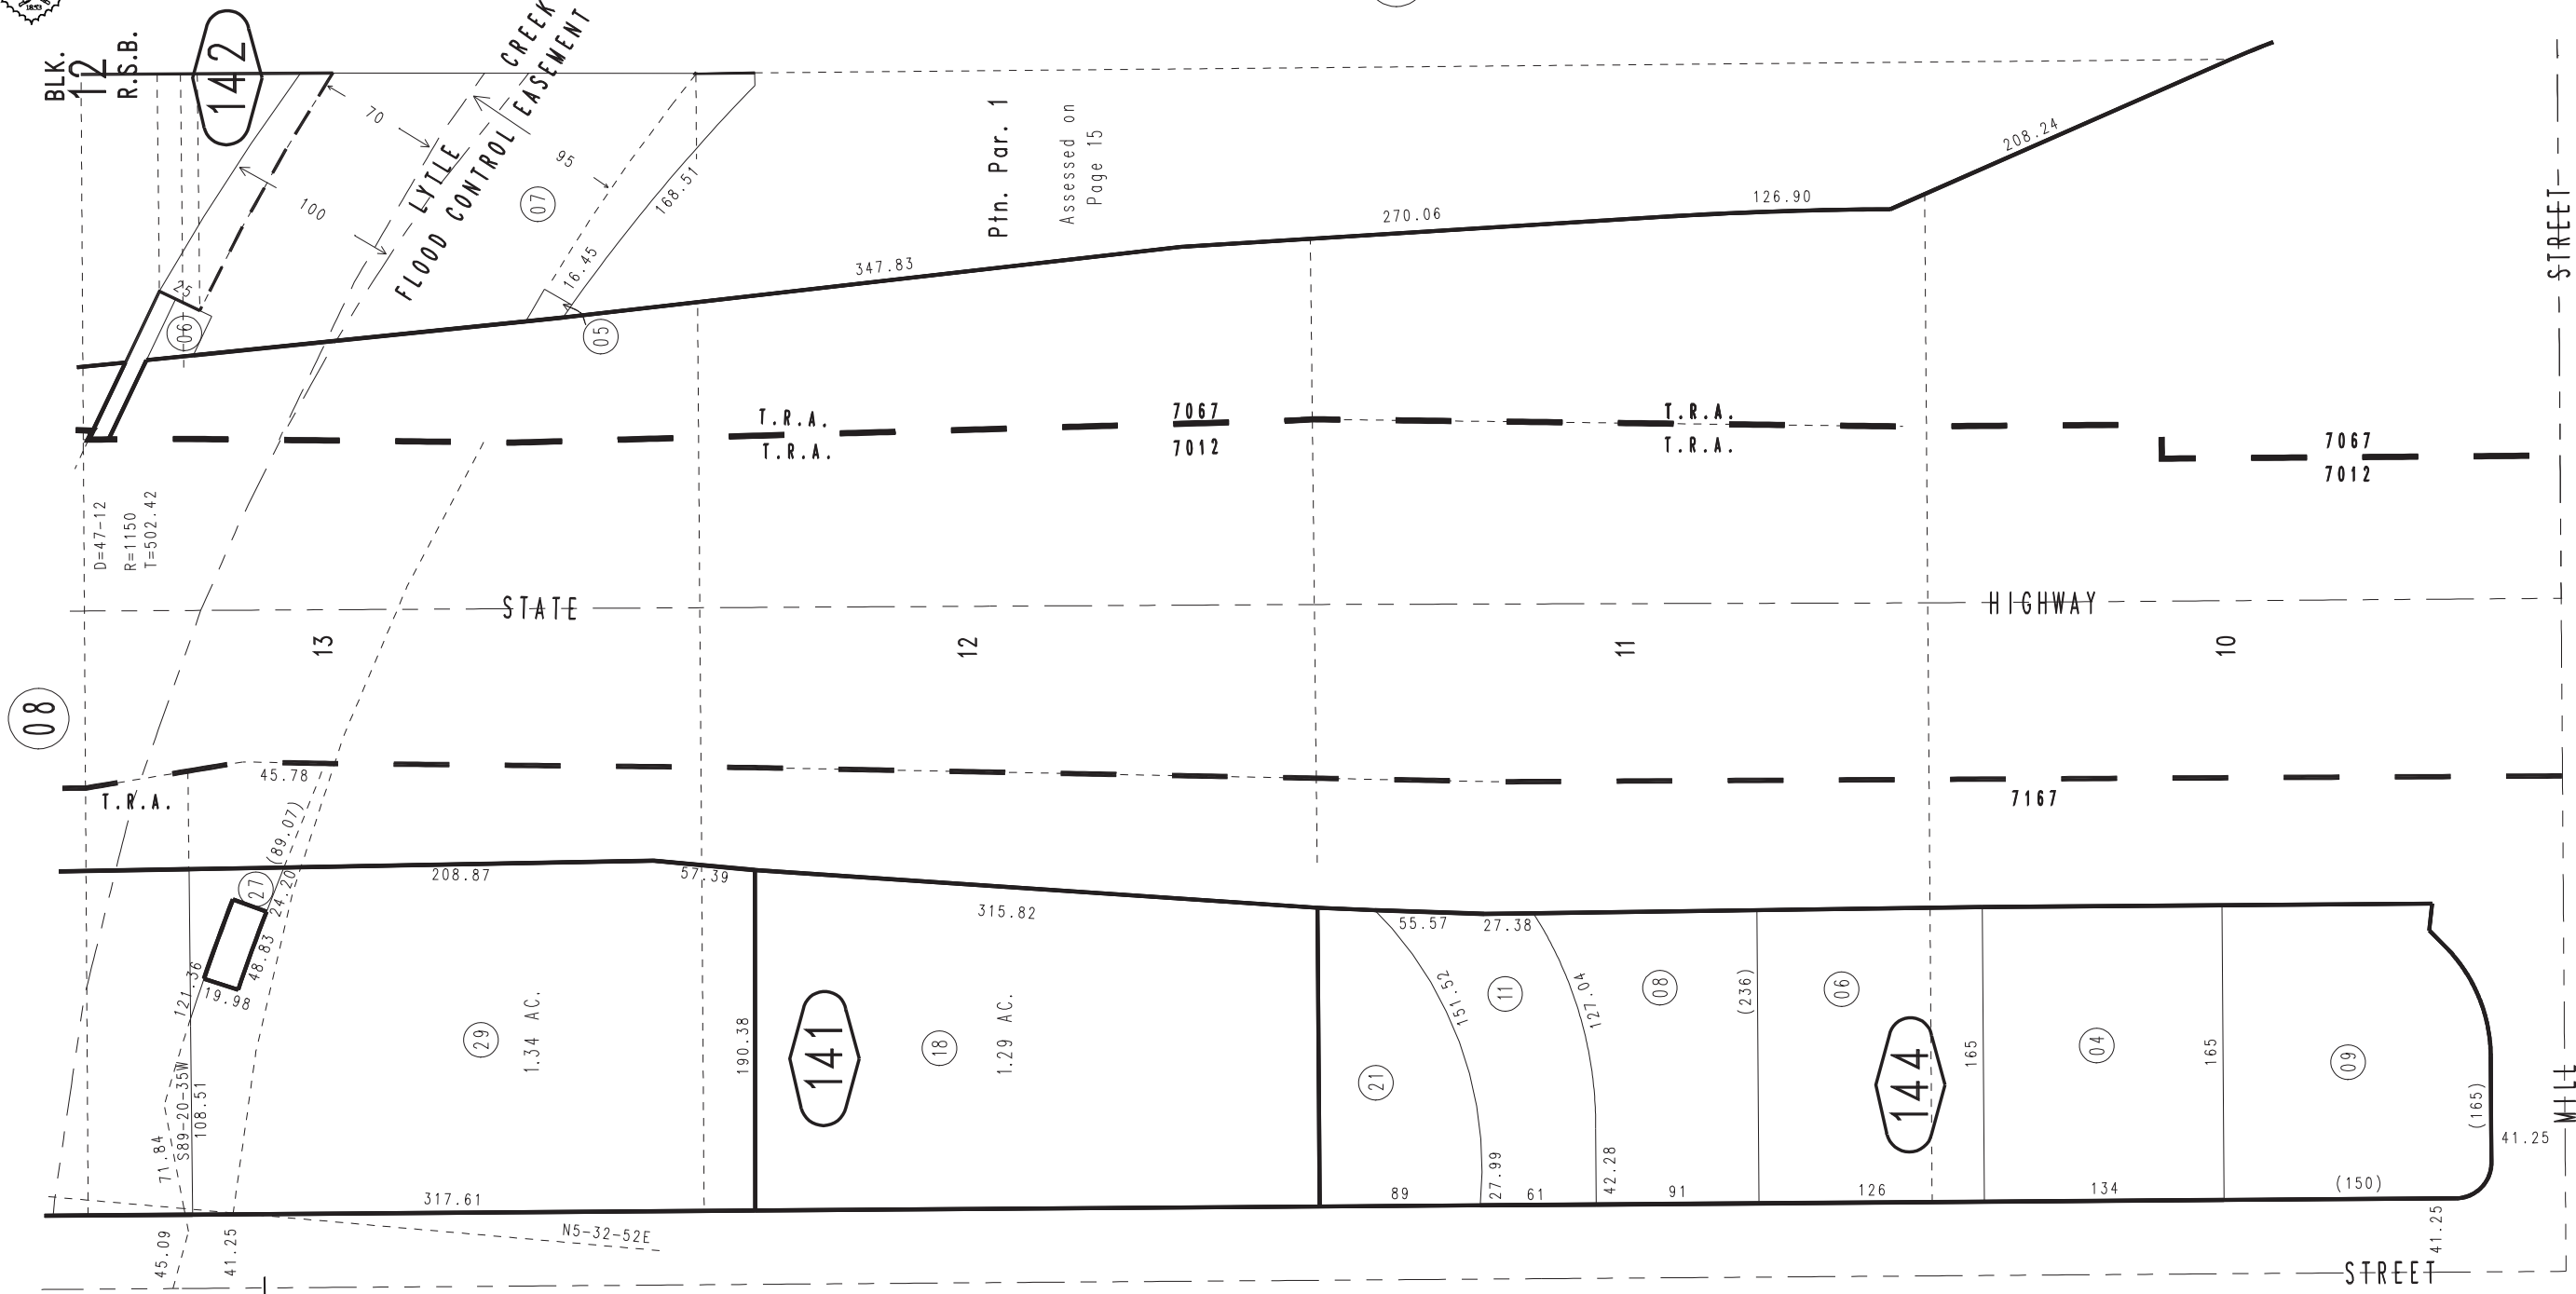 1853
BLK.
12
R.S.B.
142
LYTLE CREEK
FLOOD CONTROL EASEMENT
70
100
95
07
168.51
16.45
25
06
05
Ptn. Par. 1
Assessed on
Page 15
347.83
270.06
126.90
208.24
STREET
T.R.A.
T.R.A.
7067
7012
T.R.A.
T.R.A.
7067
7012
D=47-12
R=1150
T=502.42
STATE
HIGHWAY
13
12
11
10
08
45.78
T.R.A.
7167
(89.07)
27
24.20
208.87
57.39
315.82
55.57
27.38
121.36
48.83
19.98
29
1.34 AC.
190.38
141
18
1.29 AC.
21
151.52
11
127.04
08
(236)
06
144
165
04
165
09
(165)
MILL
41.25
S89-20-35W
108.51
71.84
317.61
89
27.99
61
42.28
91
126
134
(150)
45.09
41.25
N5-32-52E
41.25
STREET